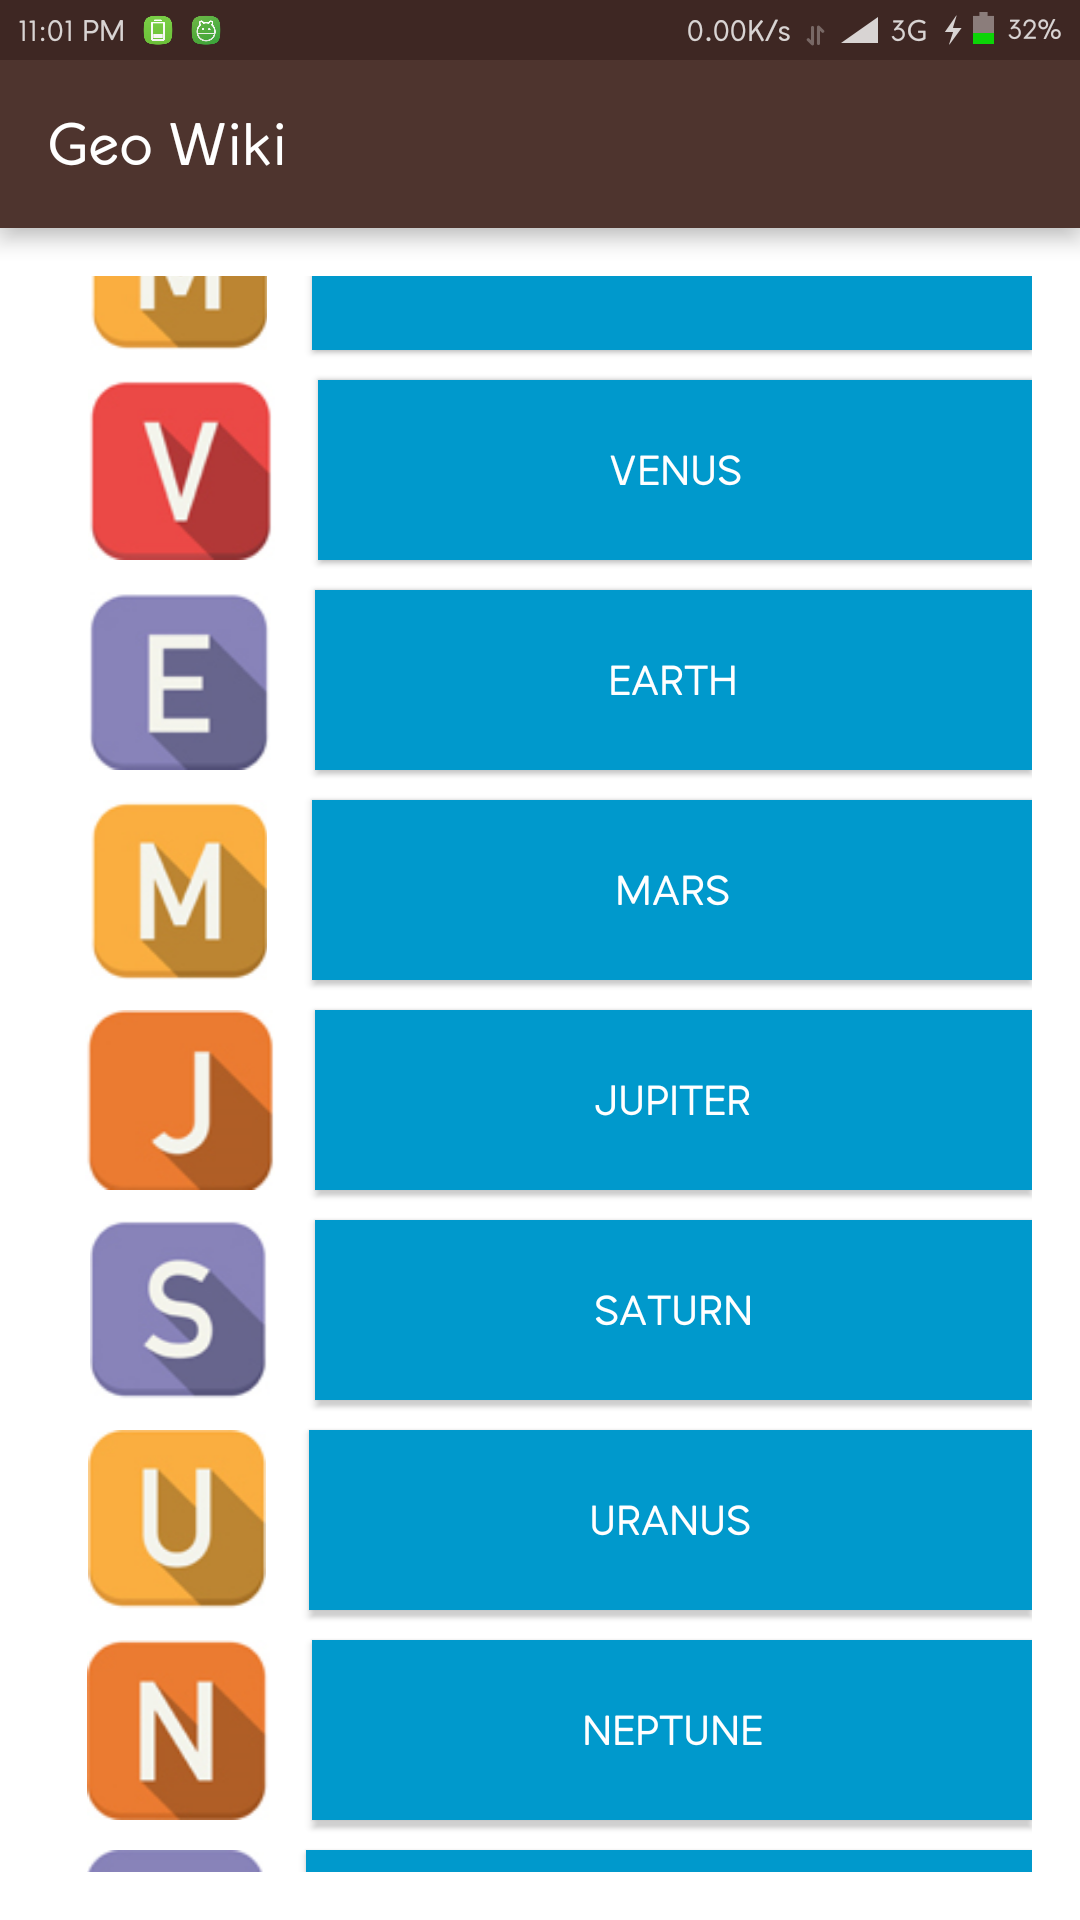 11:01 PM 0.00K/s 3G 32%
Geo Wiki
M
V VENUS
E EARTH
M MARS
J JUPITER
S SATURN
U URANUS
N NEPTUNE